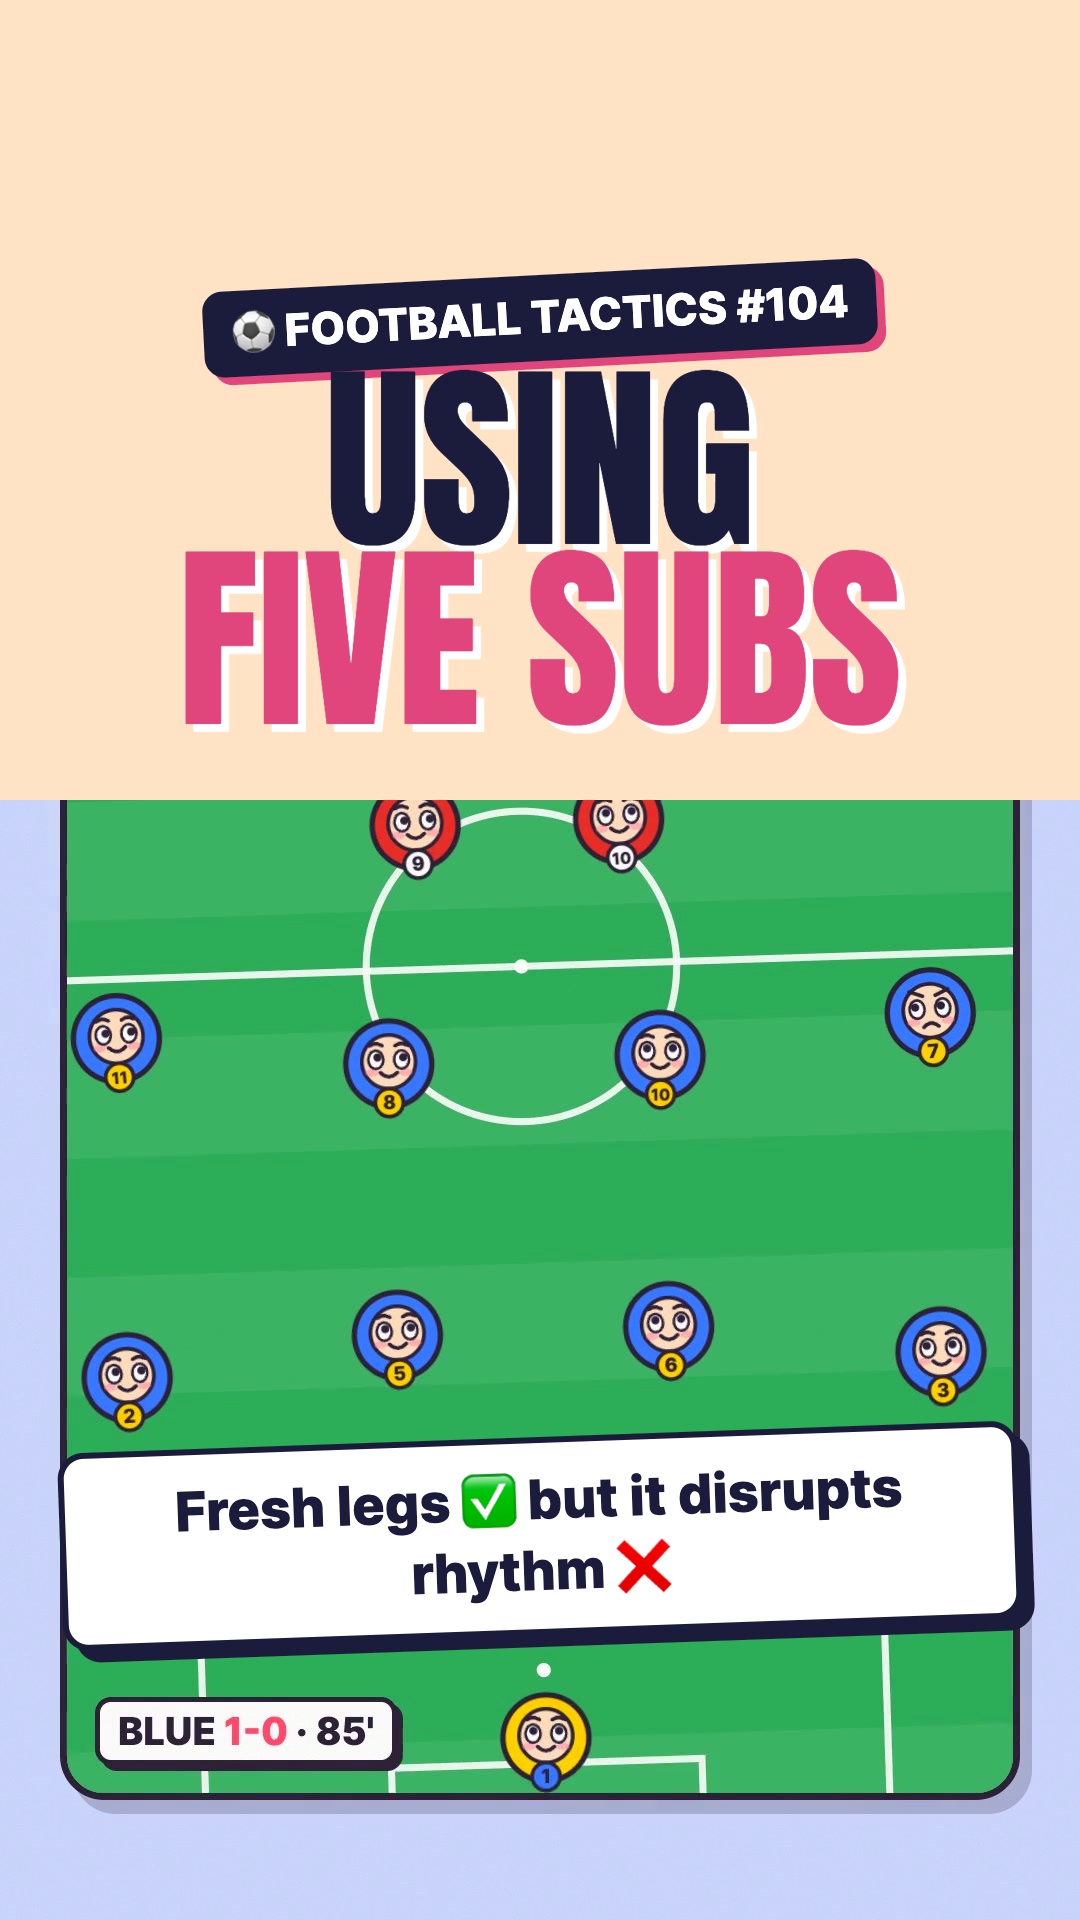 ⚽ FOOTBALL TACTICS #104
USING
FIVE SUBS
9
10
11
8
10
7
2
5
6
3
Fresh legs ✅ but it disrupts
rhythm ❌
BLUE 1-0 · 85'
1